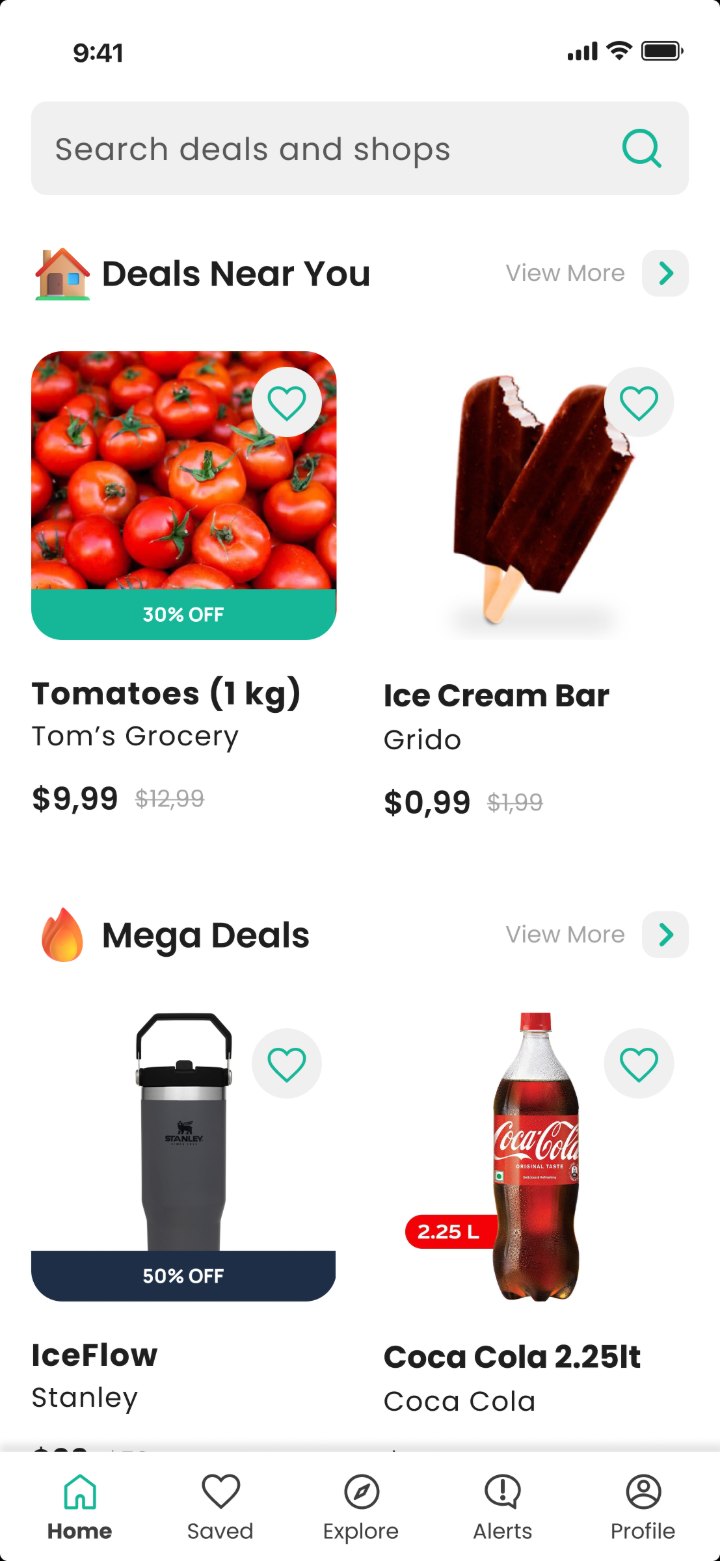 9:41
Search deals and shops
Deals Near You
View More
30% OFF
Tomatoes (1 kg)
Tom’s Grocery
$9,99 $12,99
Ice Cream Bar
Grido
$0,99 $1,99
Mega Deals
View More
STANLEY
50% OFF
Coca-Cola
ORIGINAL TASTE
2.25 L
IceFlow
Stanley
Coca Cola 2.25lt
Coca Cola
Home
Saved
Explore
Alerts
Profile